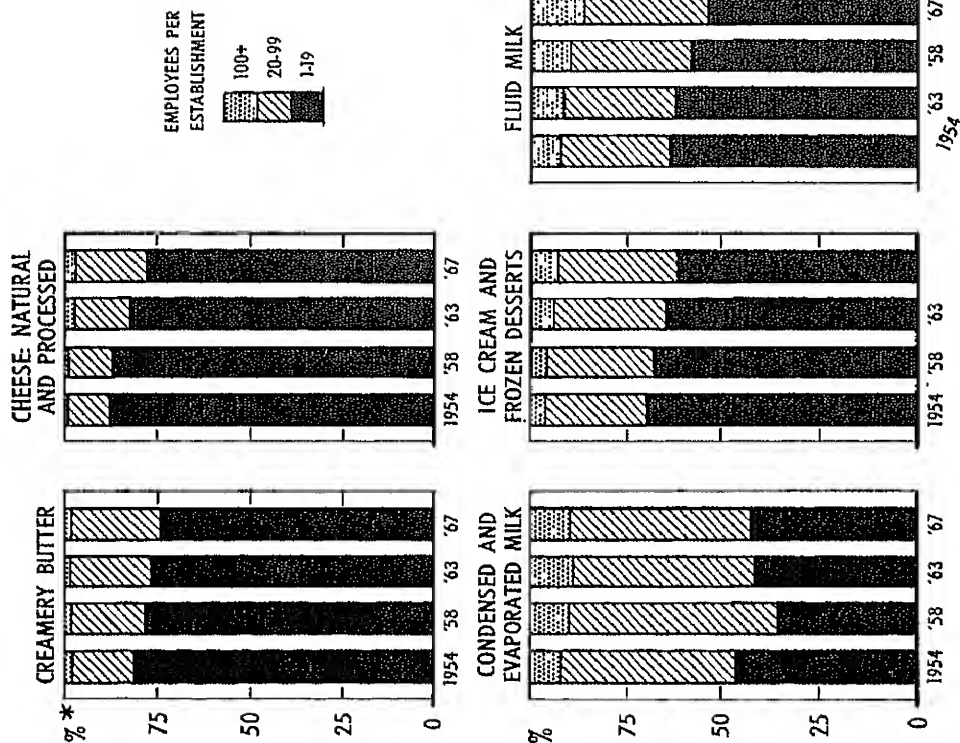 EMPLOYEES PER
ESTABLISHMENT
100+
20-99
1-19
CREAMERY BUTTER
%*
75
50
25
0
1954 '58 '63 '67
CHEESE: NATURAL
AND PROCESSED
1954 '58 '63 '67
CONDENSED AND
EVAPORATED MILK
%
75
50
25
0
1954 '58 '63 '67
ICE CREAM AND
FROZEN DESSERTS
1954 '58 '63
FLUID MILK
1954 '63 '58 '67